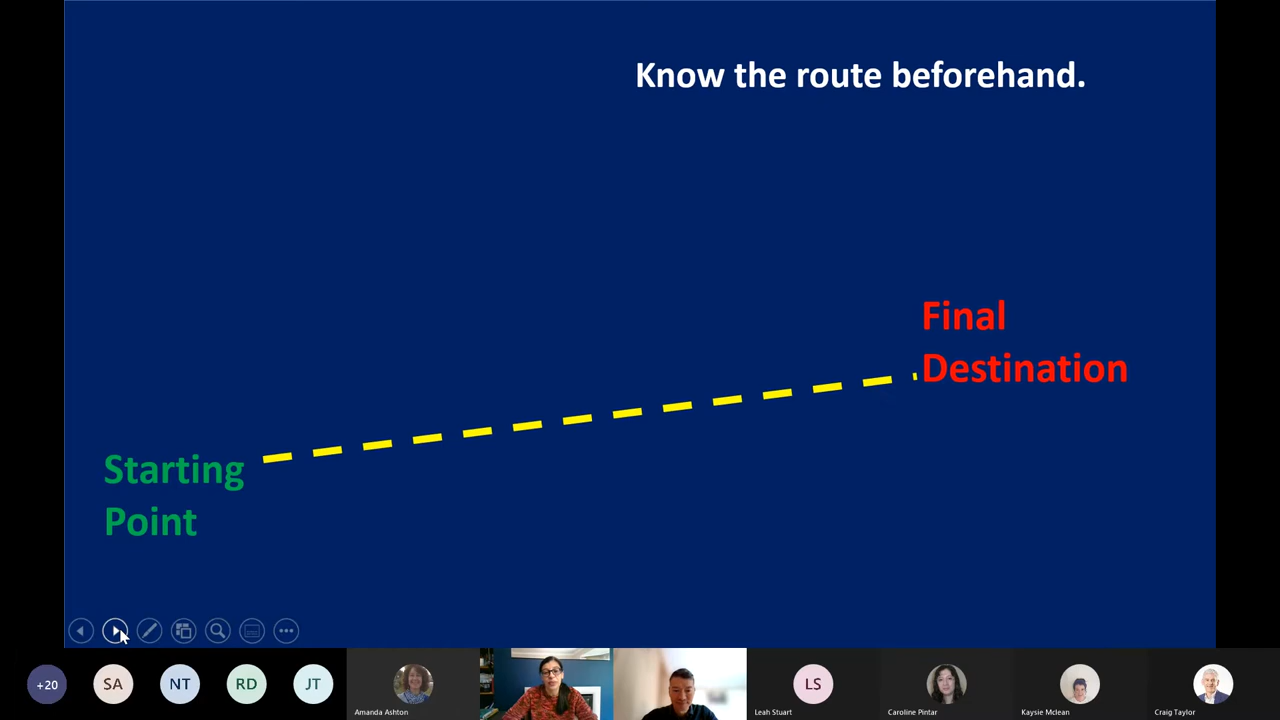 Know the route beforehand.
Final
Destination
Starting
Point
+20
SA
NT
RD
JT
Amanda Ashton
LS
Leah Stuart
Caroline Pintar
Kaysie Mclean
Craig Taylor